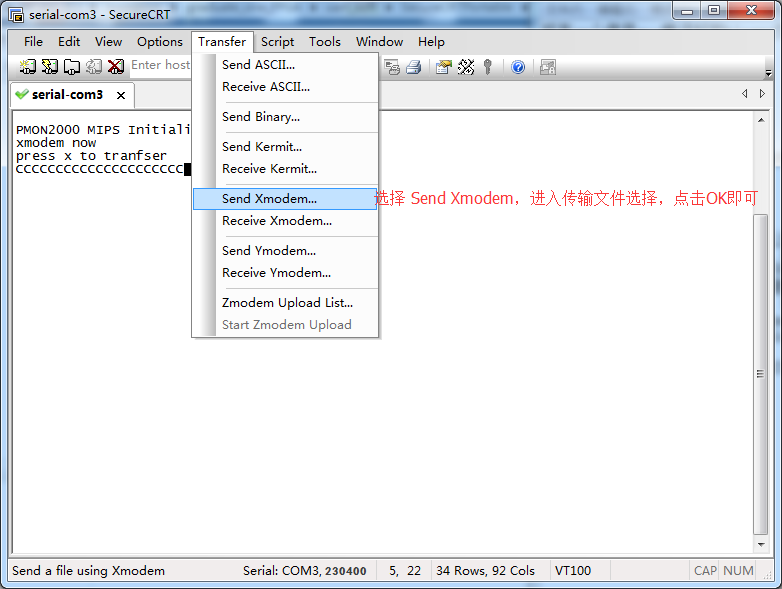 serial-com3 - SecureCRT
File Edit View Options Transfer Script Tools Window Help
Enter host
serial-com3
PMON2000 MIPS Initiali
xmodem now
press x to tranfser
CCCCCCCCCCCCCCCCCCCCC
Send ASCII...
Receive ASCII...
Send Binary...
Send Kermit...
Receive Kermit...
Send Xmodem...
选择 Send Xmodem，进入传输文件选择，点击OK即可
Receive Xmodem...
Send Ymodem...
Receive Ymodem...
Zmodem Upload List...
Start Zmodem Upload
Send a file using Xmodem Serial: COM3, 230400 5, 22 34 Rows, 92 Cols VT100 CAP NUM